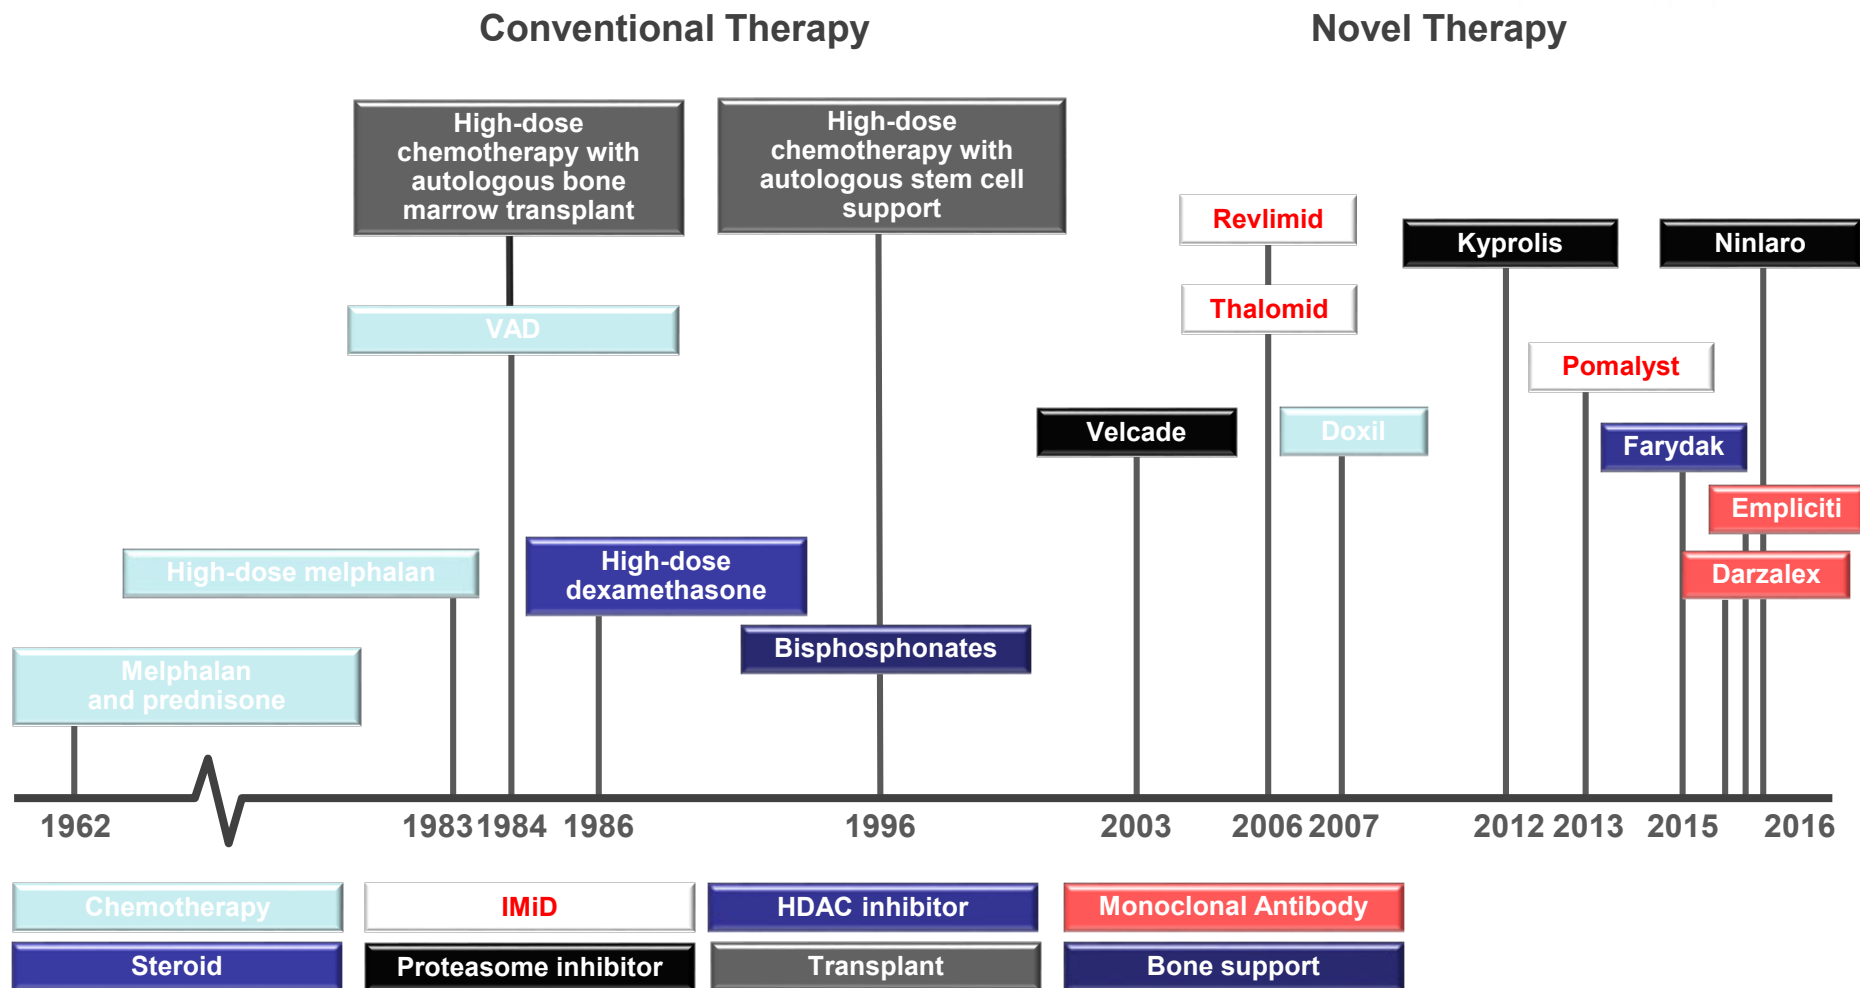 Conventional Therapy
Novel Therapy
High-dose
chemotherapy with
autologous bone
marrow transplant
High-dose
chemotherapy with
autologous stem cell
support
Revlimid
Kyprolis
Ninlaro
Thalomid
VAD
Pomalyst
Velcade
Doxil
Farydak
Empliciti
High-dose melphalan
High-dose
dexamethasone
Darzalex
Bisphosphonates
Melphalan
and prednisone
1962
1983
1984
1986
1996
2003
2006
2007
2012
2013
2015
2016
Chemotherapy
IMiD
HDAC inhibitor
Monoclonal Antibody
Steroid
Proteasome inhibitor
Transplant
Bone support